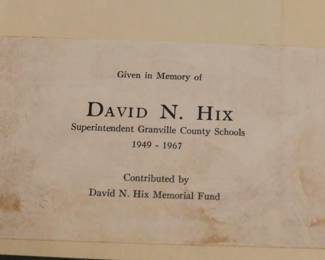 Given in Memory of
David N. Hix
Superintendent Granville County Schools
1949 - 1967
Contributed by
David N. Hix Memorial Fund